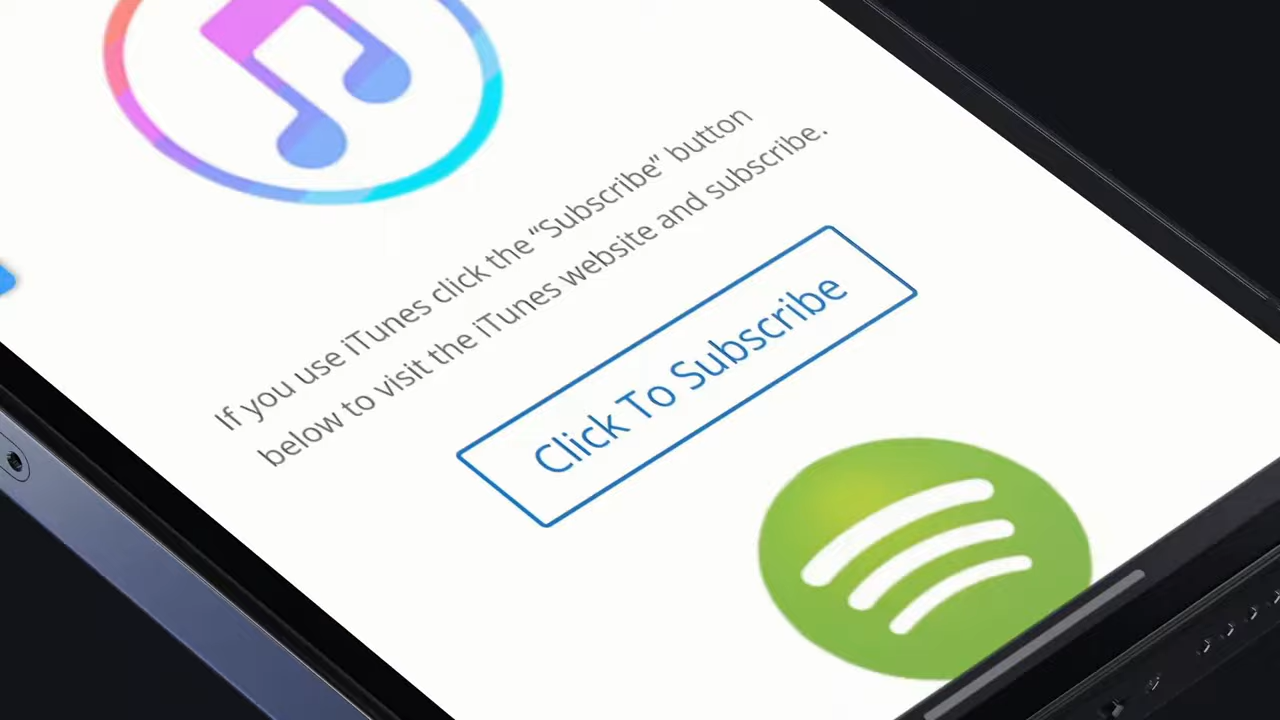 If you use iTunes click the “Subscribe” button
below to visit the iTunes website and subscribe.
Click To Subscribe